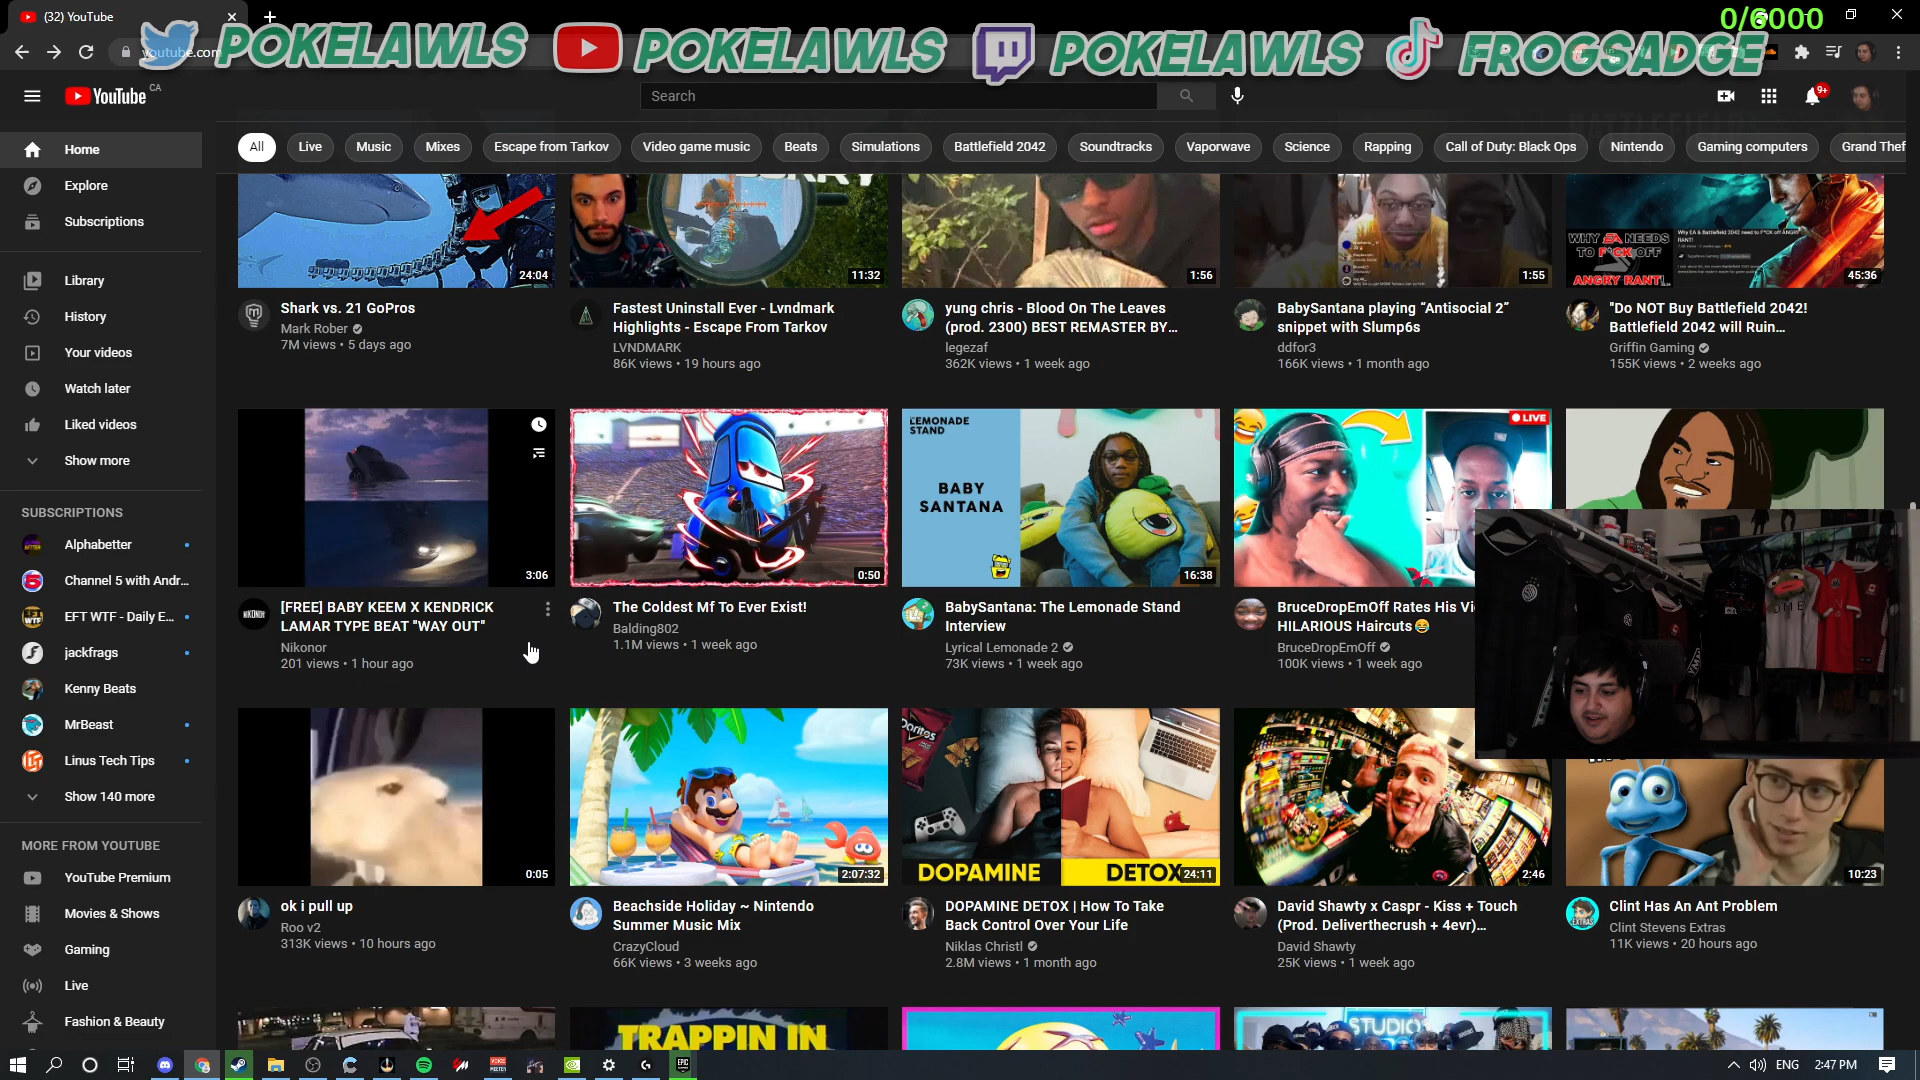 (32) YouTube
0/6000
youtube.com
POKELAWLS
POKELAWLS
POKELAWLS
FROGSADGE
YouTube CA
Search
9+
All
Live
Music
Mixes
Escape from Tarkov
Video game music
Beats
Simulations
Battlefield 2042
Soundtracks
Vaporwave
Science
Rapping
Call of Duty: Black Ops
Nintendo
Gaming computers
Grand Thef
Home
Explore
Subscriptions
Library
History
Your videos
Watch later
Liked videos
Show more
SUBSCRIPTIONS
Alphabetter
Channel 5 with Andr...
EFT WTF - Daily E...
jackfrags
Kenny Beats
MrBeast
Linus Tech Tips
Show 140 more
MORE FROM YOUTUBE
YouTube Premium
Movies & Shows
Gaming
Live
Fashion & Beauty
24:04
11:32
1:56
1:55
WHY EA NEEDS
TO F*CK OFF
ANGRY RANT!
45:36
Shark vs. 21 GoPros
Mark Rober
7M views • 5 days ago
Fastest Uninstall Ever - Lvndmark
Highlights - Escape From Tarkov
LVNDMARK
86K views • 19 hours ago
yung chris - Blood On The Leaves
(prod. 2300) BEST REMASTER BY...
legezaf
362K views • 1 week ago
BabySantana playing “Antisocial 2”
snippet with Slump6s
ddfor3
166K views • 1 month ago
"Do NOT Buy Battlefield 2042!
Battlefield 2042 will Ruin...
Griffin Gaming
155K views • 2 weeks ago
3:06
0:50
LEMONADE
STAND
BABY
SANTANA
16:38
LIVE
[FREE] BABY KEEM X KENDRICK
LAMAR TYPE BEAT "WAY OUT"
Nikonor
201 views • 1 hour ago
The Coldest Mf To Ever Exist!
Balding802
1.1M views • 1 week ago
BabySantana: The Lemonade Stand
Interview
Lyrical Lemonade 2
73K views • 1 week ago
BruceDropEmOff Rates His Vi
HILARIOUS Haircuts😂
BruceDropEmOff
100K views • 1 week ago
0:05
2:07:32
Doritos
DOPAMINE DETOX
24:11
2:46
10:23
ok i pull up
Roo v2
313K views • 10 hours ago
Beachside Holiday ~ Nintendo
Summer Music Mix
CrazyCloud
66K views • 3 weeks ago
DOPAMINE DETOX | How To Take
Back Control Over Your Life
Niklas Christl
2.8M views • 1 month ago
David Shawty x Caspr - Kiss + Touch
(Prod. Deliverthecrush + 4evr)...
David Shawty
25K views • 1 week ago
Clint Has An Ant Problem
Clint Stevens Extras
11K views • 20 hours ago
TRAPPIN IN
STUDIO
ENG
2:47 PM